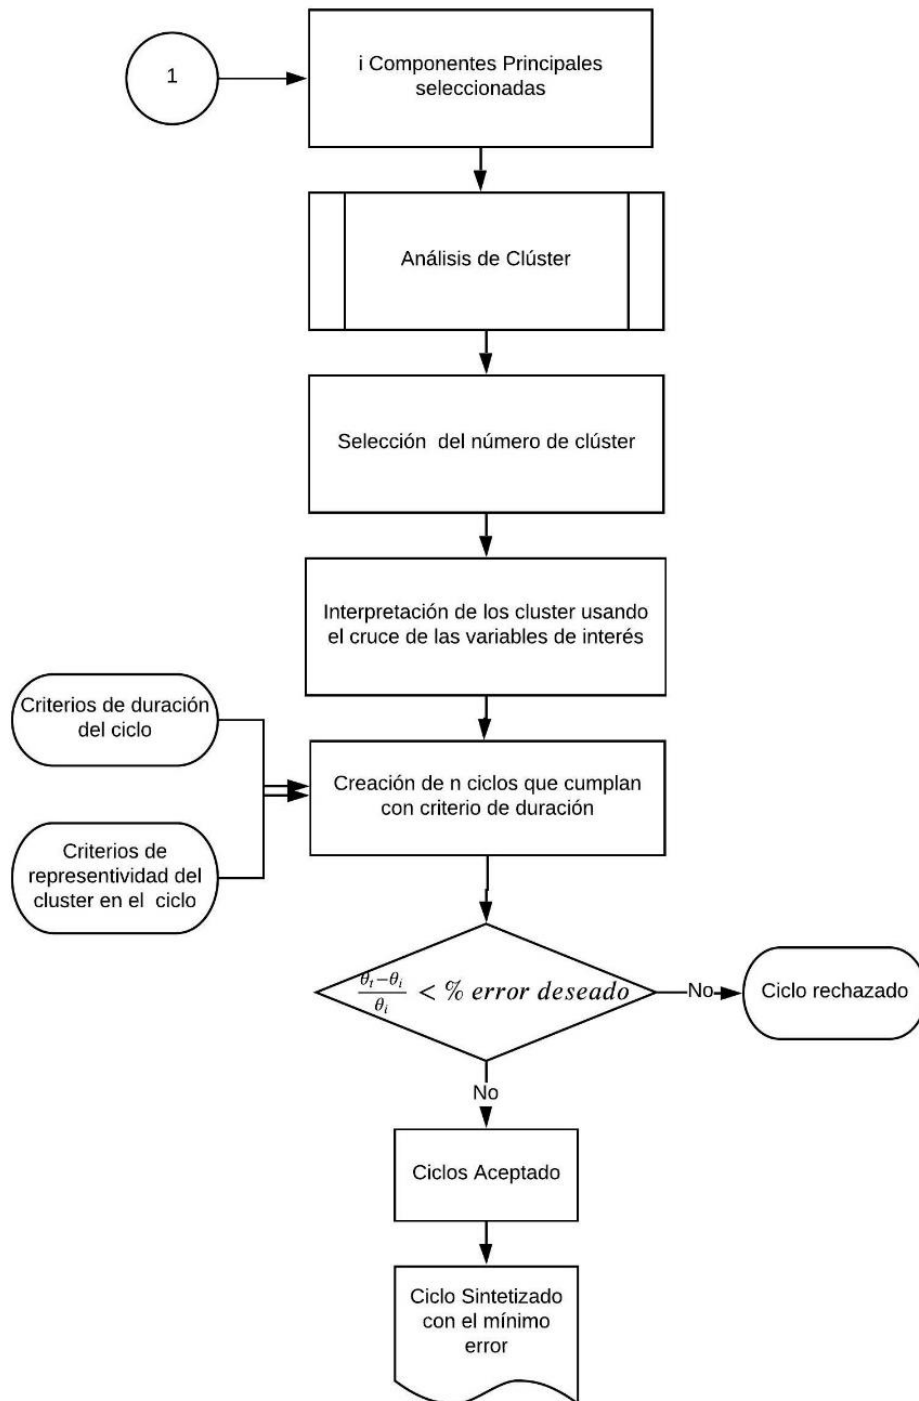 1
i Componentes Principales
seleccionadas
Análisis de Clúster
Selección del número de clúster
Interpretación de los cluster usando
el cruce de las variables de interés
Criterios de duración
del ciclo
Creación de n ciclos que cumplan
con criterio de duración
Criterios de
representividad del
cluster en el ciclo
θt−θi
θi
< % error deseado
No
Ciclo rechazado
No
Ciclos Aceptado
Ciclo Sintetizado
con el mínimo
error